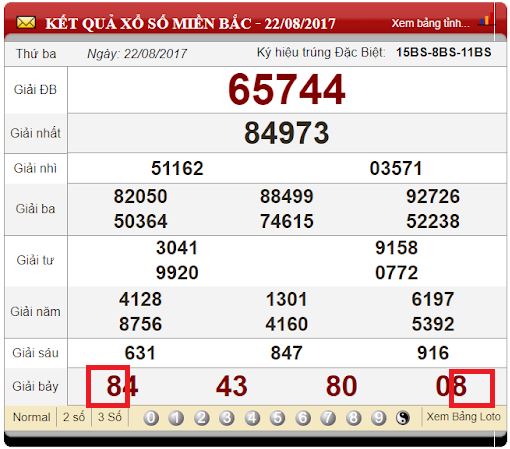 KẾT QUẢ XỔ SỐ MIỀN BẮC - 22/08/2017 Xem bảng tỉnh...
Thứ ba Ngày: 22/08/2017 Ký hiệu trúng Đặc Biệt: 15BS-8BS-11BS
Giải ĐB 65744
Giải nhất 84973
Giải nhì 51162 03571
Giải ba 82050 88499 92726
50364 74615 52238
Giải tư 3041 9158
9920 0772
Giải năm 4128 1301 6197
8756 4160 5392
Giải sáu 631 847 916
Giải bảy 84 43 80 08
Normal 2 số 3 Số 0 1 2 3 4 5 6 7 8 9 Xem Bảng Loto